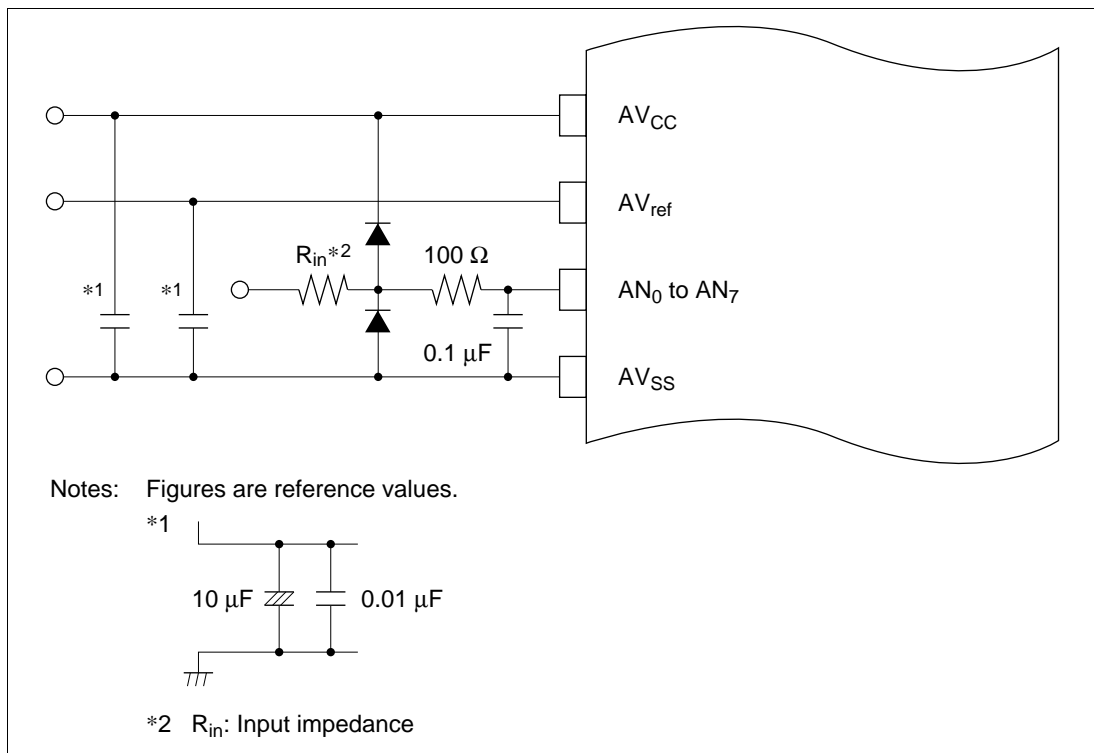 AVCC
AVref
Rin*2
100 Ω
*1
*1
AN0 to AN7
0.1 μF
AVSS
Notes: Figures are reference values.
*1
10 μF
0.01 μF
*2 Rin: Input impedance